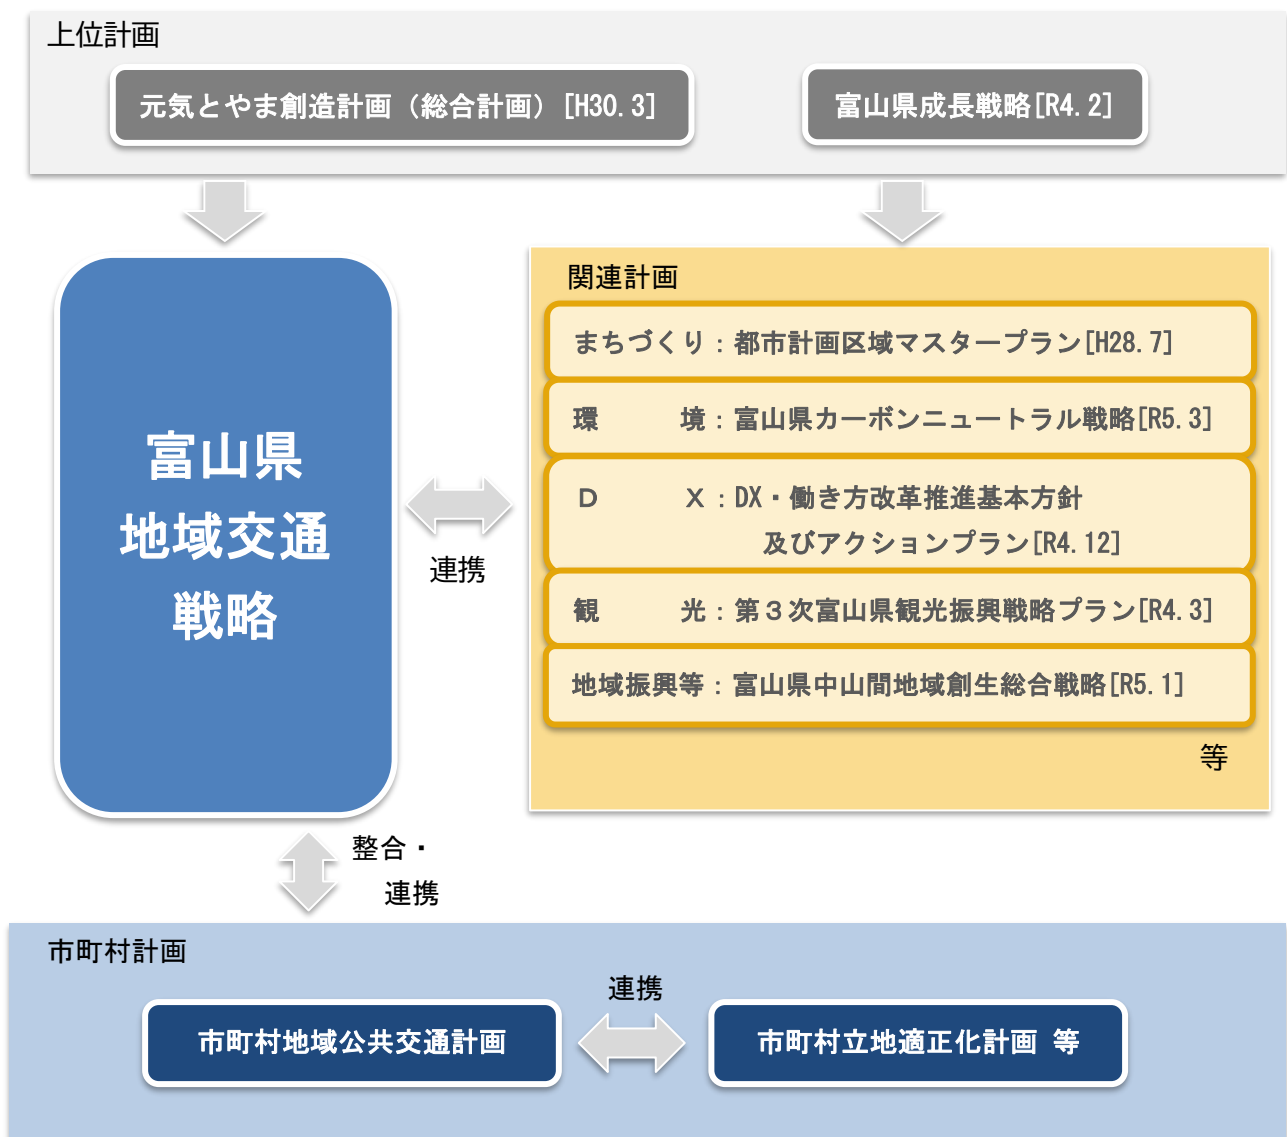 上位計画
元気とやま創造計画（総合計画）[H30.3]
富山県成長戦略[R4.2]
富山県
地域交通
戦略
連携
関連計画
まちづくり：都市計画区域マスタープラン[H28.7]
環　　　境：富山県カーボンニュートラル戦略[R5.3]
Ｄ　　　Ｘ：DX・働き方改革推進基本方針
及びアクションプラン[R4.12]
観　　　光：第３次富山県観光振興戦略プラン[R4.3]
地域振興等：富山県中山間地域創生総合戦略[R5.1]
等
整合・
連携
市町村計画
市町村地域公共交通計画
連携
市町村立地適正化計画 等